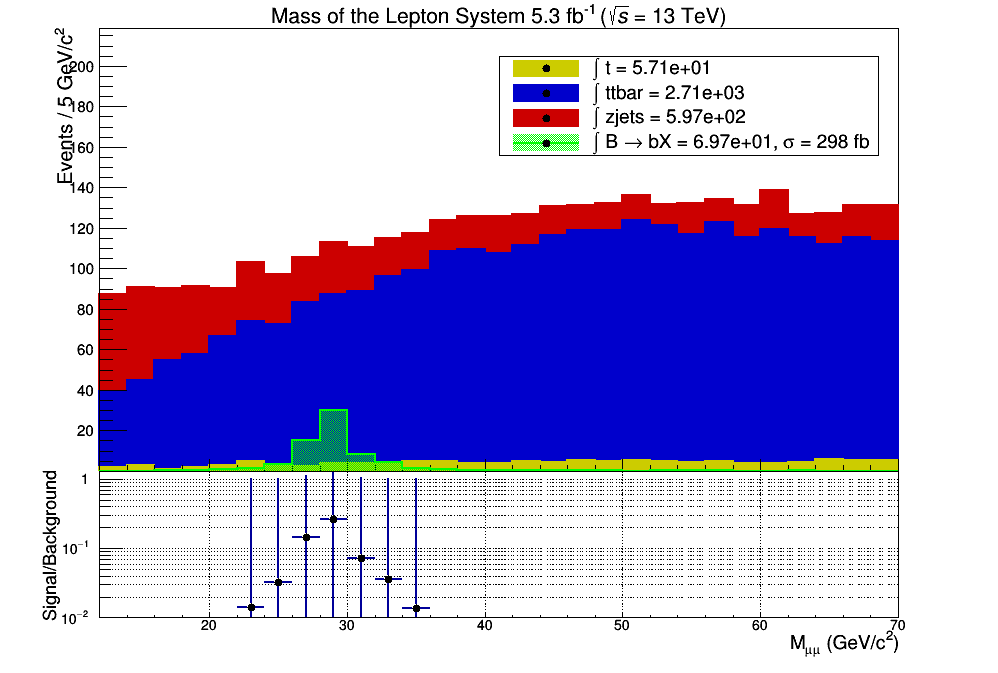 Mass of the Lepton System 5.3 fb⁻¹ (√s = 13 TeV)
Events / 5 GeV/c²
200
180
160
140
120
100
80
60
40
20
∫ t = 5.71e+01
∫ ttbar = 2.71e+03
∫ zjets = 5.97e+02
∫ B → bX = 6.97e+01, σ = 298 fb
Signal/Background
1
10⁻¹
10⁻²
20 30 40 50 60 70
M_μμ (GeV/c²)